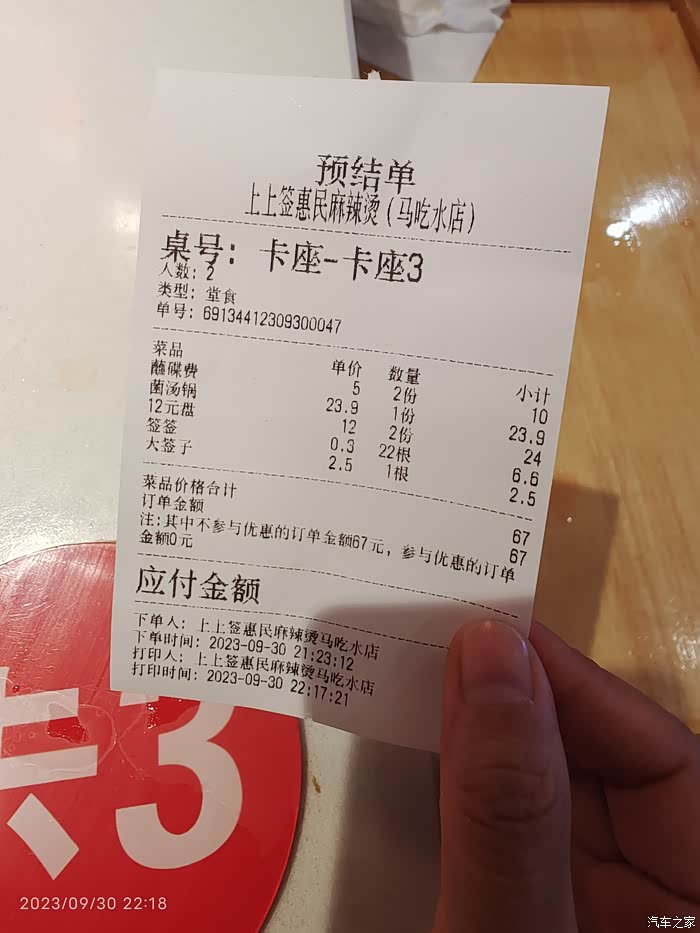 预结单
上上签惠民麻辣烫(马吃水店)
桌号: 卡座-卡座3
人数: 2
类型: 堂食
单号: 69134412309300047
菜品 单价 数量 小计
蘸碟费 5 2份 10
菌汤锅 23.9 1份 23.9
12元盘 12 2份 24
签签 0.3 22根 6.6
大签子 2.5 1根 2.5
菜品价格合计 67
订单金额 67
注:其中不参与优惠的订单金额67元, 参与优惠的订单
金额0元
应付金额
下单人: 上上签惠民麻辣烫马吃水店
下单时间: 2023-09-30 21:23:12
打印人: 上上签惠民麻辣烫马吃水店
打印时间: 2023-09-30 22:17:21
卡3
2023/09/30 22:18
汽车之家